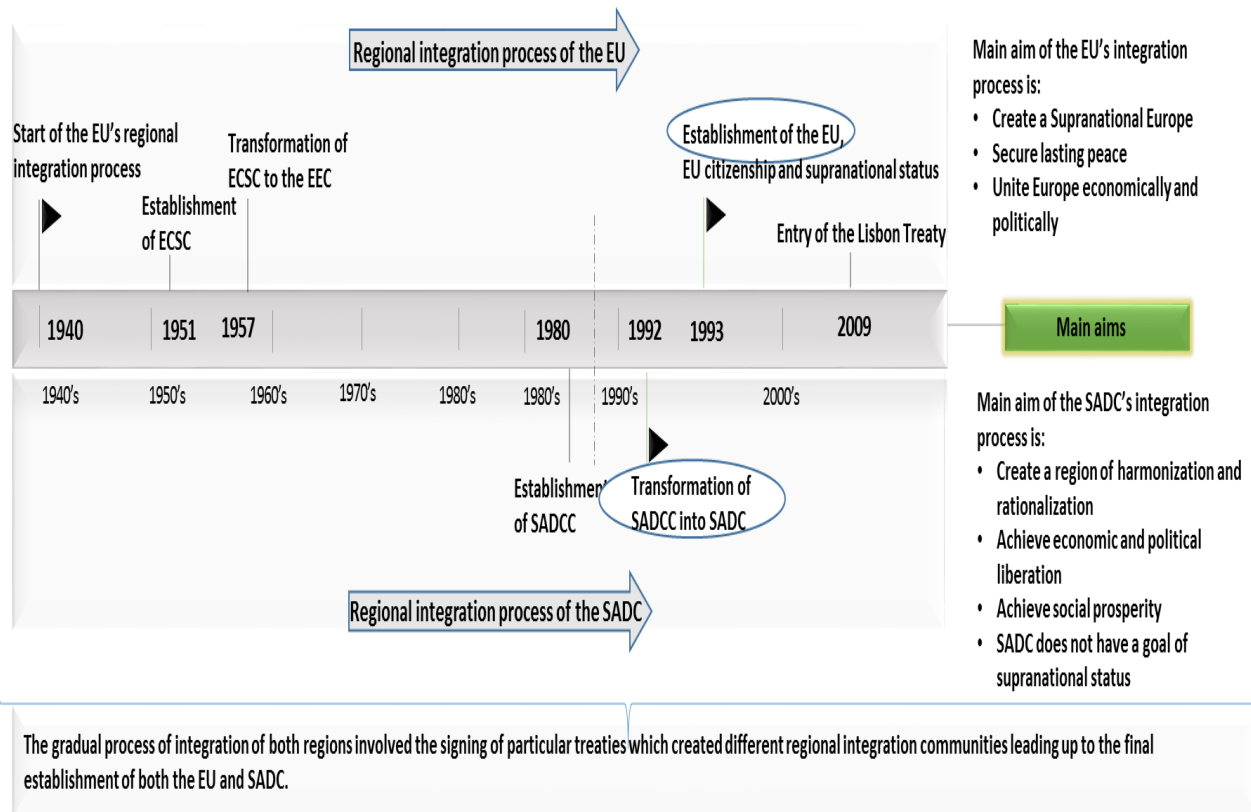 Regional integration process of the EU
Start of the EU's regional
integration process
Transformation of
ECSC to the EEC
Establishment
of ECSC
Establishment of the EU,
EU citizenship and supranational status
Entry of the Lisbon Treaty
Main aim of the EU's integration
process is:
• Create a Supranational Europe
• Secure lasting peace
• Unite Europe economically and
politically
1940
1951
1957
1980
1992
1993
2009
Main aims
1940's
1950's
1960's
1970's
1980's
1980's
1990's
2000's
Establishment
of SADCC
Transformation of
SADCC into SADC
Regional integration process of the SADC
Main aim of the SADC's integration
process is:
• Create a region of harmonization and
rationalization
• Achieve economic and political
liberation
• Achieve social prosperity
• SADC does not have a goal of
supranational status
The gradual process of integration of both regions involved the signing of particular treaties which created different regional integration communities leading up to the final
establishment of both the EU and SADC.